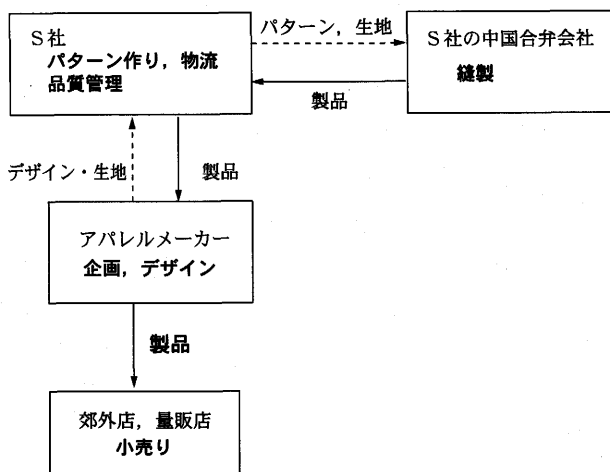 S社
パターン作り，物流
品質管理
パターン，生地
S社の中国合弁会社
縫製
製品
デザイン・生地
製品
アパレルメーカー
企画，デザイン
製品
郊外店，量販店
小売り